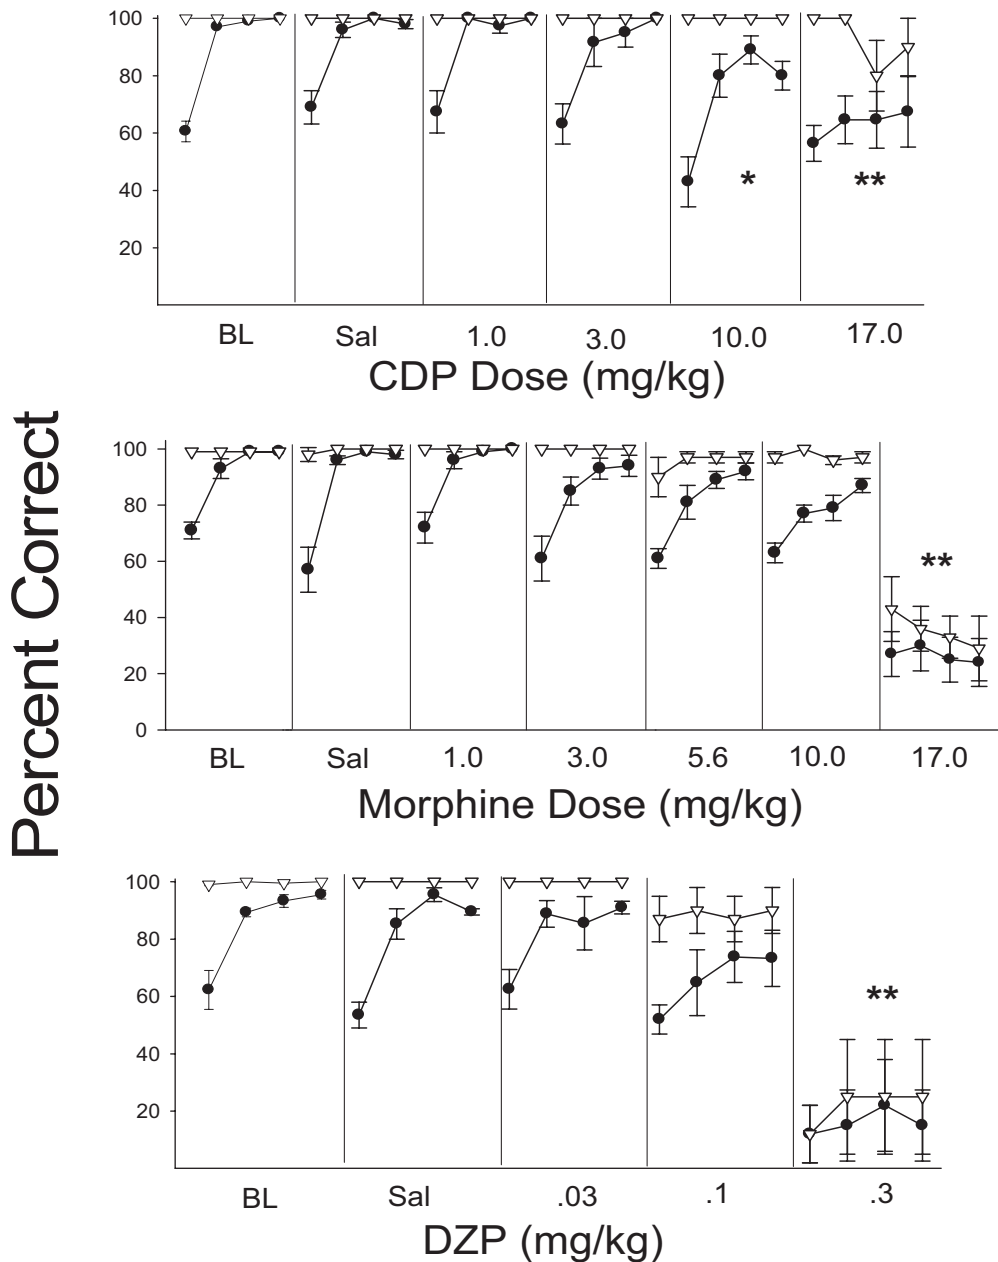 Percent Correct
100
80
60
40
20
*
**
BL Sal 1.0 3.0 10.0 17.0
CDP Dose (mg/kg)
100
80
60
40
20
0
**
BL Sal 1.0 3.0 5.6 10.0 17.0
Morphine Dose (mg/kg)
100
80
60
40
20
**
BL Sal .03 .1 .3
DZP (mg/kg)